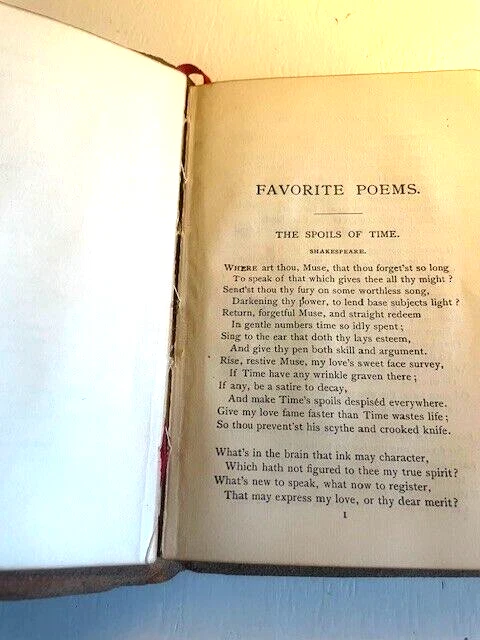 FAVORITE POEMS.
THE SPOILS OF TIME.
SHAKESPEARE.
WHERE art thou, Muse, that thou forget'st so long
To speak of that which gives thee all thy might?
Send'st thou thy fury on some worthless song,
Darkening thy power, to lend base subjects light?
Return, forgetful Muse, and straight redeem
In gentle numbers time so idly spent;
Sing to the ear that doth thy lays esteem,
And give thy pen both skill and argument.
Rise, restive Muse, my love's sweet face survey,
If Time have any wrinkle graven there;
If any, be a satire to decay,
And make Time's spoils despiséd everywhere.
Give my love fame faster than Time wastes life;
So thou prevent'st his scythe and crooked knife.
What's in the brain that ink may character,
Which hath not figured to thee my true spirit?
What's new to speak, what now to register,
That may express my love, or thy dear merit?
1